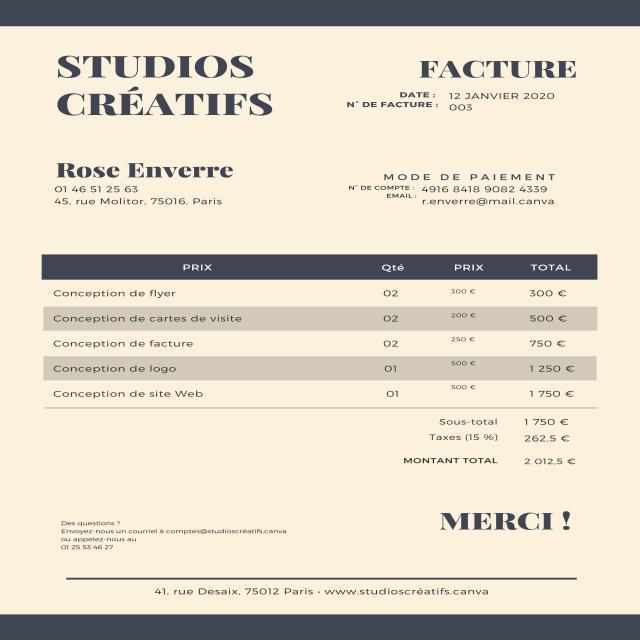 STUDIOS
CRÉATIFS
FACTURE
DATE : 12 JANVIER 2020
N° DE FACTURE : 003
Rose Enverre
01 46 51 25 63
45, rue Molitor, 75016, Paris
MODE DE PAIEMENT
N° DE COMPTE : 4916 8418 9082 4339
EMAIL : r.enverre@mail.canva
PRIX Qté PRIX TOTAL
Conception de flyer 02 300 € 300 €
Conception de cartes de visite 02 200 € 500 €
Conception de facture 02 250 € 750 €
Conception de logo 01 500 € 1 250 €
Conception de site Web 01 500 € 1 750 €
Sous-total 1 750 €
Taxes (15 %) 262,5 €
MONTANT TOTAL 2 012,5 €
Des questions ?
Envoyez-nous un courriel à comptes@studioscréatifs.canva
ou appelez-nous au
01 25 53 46 27
MERCI !
41, rue Desaix, 75012 Paris • www.studioscréatifs.canva